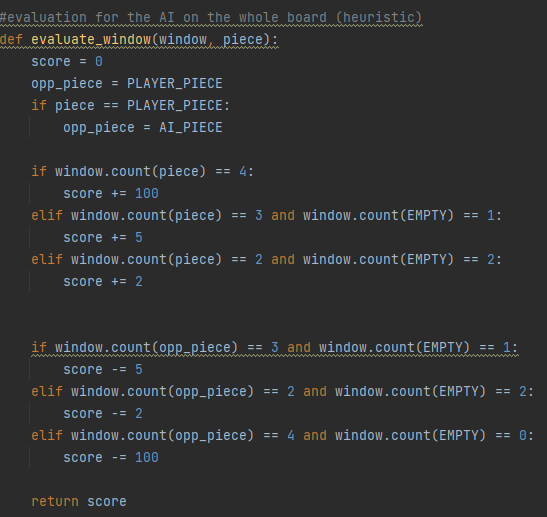 #evaluation for the AI on the whole board (heuristic)
def evaluate_window(window, piece):
    score = 0
    opp_piece = PLAYER_PIECE
    if piece == PLAYER_PIECE:
        opp_piece = AI_PIECE

    if window.count(piece) == 4:
        score += 100
    elif window.count(piece) == 3 and window.count(EMPTY) == 1:
        score += 5
    elif window.count(piece) == 2 and window.count(EMPTY) == 2:
        score += 2


    if window.count(opp_piece) == 3 and window.count(EMPTY) == 1:
        score -= 5
    elif window.count(opp_piece) == 2 and window.count(EMPTY) == 2:
        score -= 2
    elif window.count(opp_piece) == 4 and window.count(EMPTY) == 0:
        score -= 100

    return score